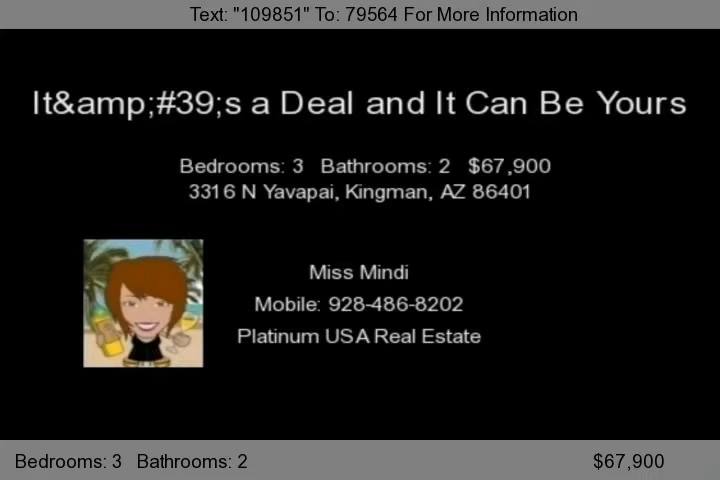 Text: "109851" To: 79564 For More Information
It&amp;#39;s a Deal and It Can Be Yours
Bedrooms: 3 Bathrooms: 2 $67,900
3316 N Yavapai, Kingman, AZ 86401
Miss Mindi
Mobile: 928-486-8202
Platinum USA Real Estate
Bedrooms: 3 Bathrooms: 2 $67,900